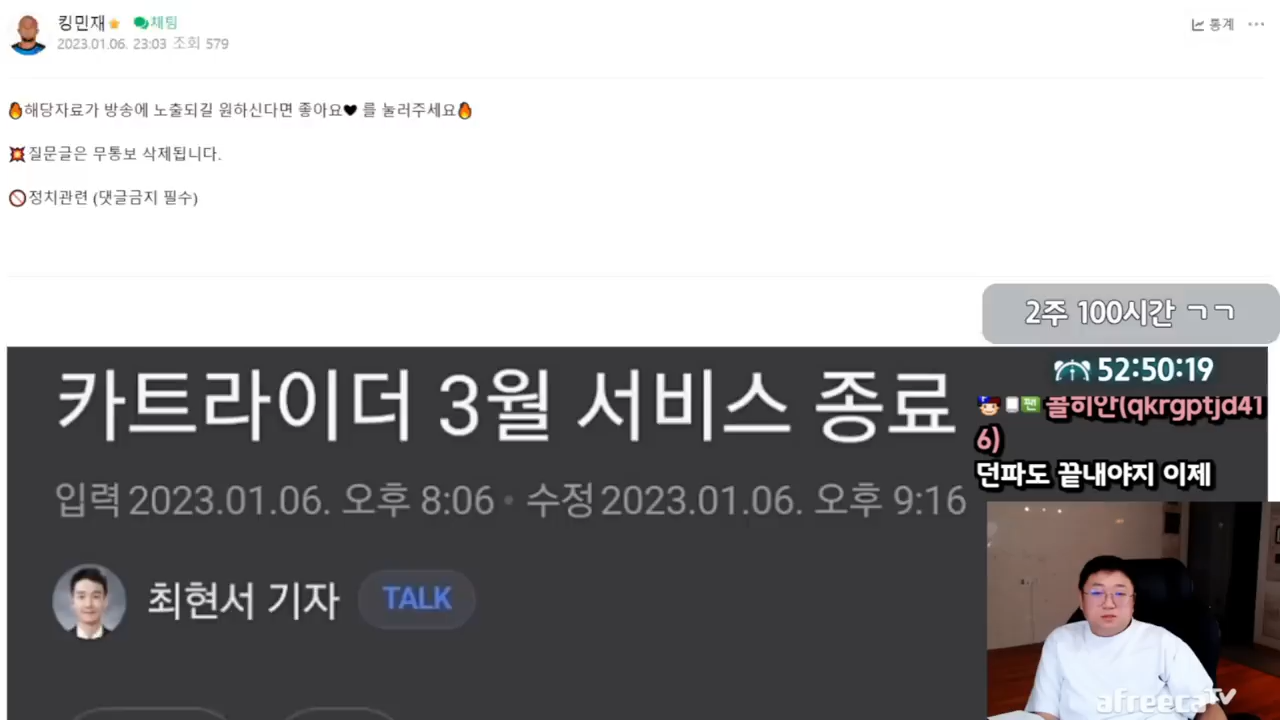 킹민재 채팅
2023.01.06. 23:03 조회 579
통계
해당자료가 방송에 노출되길 원하신다면 좋아요🖤 를 눌러주세요
질문글은 무통보 삭제됩니다.
정치관련 (댓글금지 필수)
2주 100시간 ㄱㄱ
52:50:19
팬 콜히안(qkrgptjd41
6)
던파도 끝내야지 이제
카트라이더 3월 서비스 종료
입력 2023.01.06. 오후 8:06 · 수정 2023.01.06. 오후 9:16
최현서 기자 TALK
afreecaTV